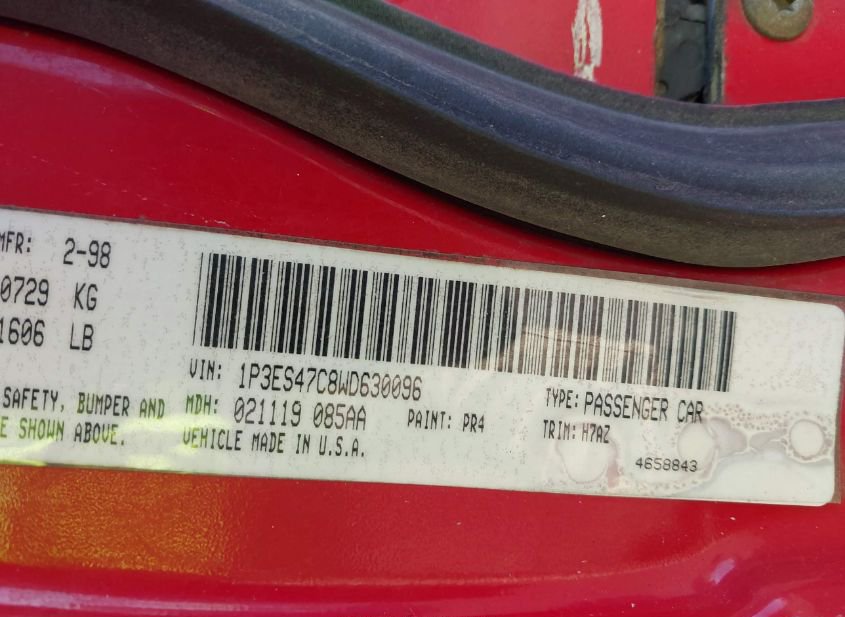 MFR: 2-98
0729 KG
1606 LB
SAFETY, BUMPER AND
E SHOWN ABOVE.
VIN: 1P3ES47C8WD630096
MDH: 021119 085AA PAINT: PR4
VEHICLE MADE IN U.S.A.
TYPE: PASSENGER CAR
TRIM: H7AZ
4658843